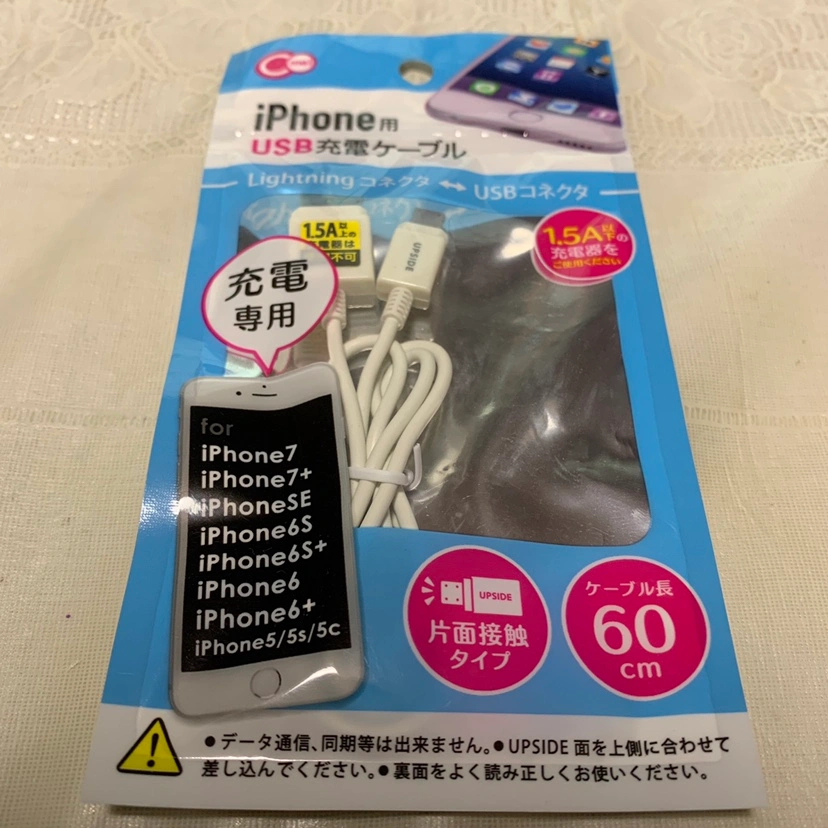 iPhone用
USB充電ケーブル
Lightningコネクタ ↔ USBコネクタ
1.5A以上の
充電器は
不可
UPSIDE
1.5A以下の
充電器を
ご使用ください
充電
専用
for
iPhone7
iPhone7+
iPhoneSE
iPhone6S
iPhone6S+
iPhone6
iPhone6+
iPhone5/5s/5c
UPSIDE
片面接触
タイプ
ケーブル長
60
cm
●データ通信、同期等は出来ません。●UPSIDE 面を上側に合わせて
差し込んでください。●裏面をよく読み正しくお使いください。